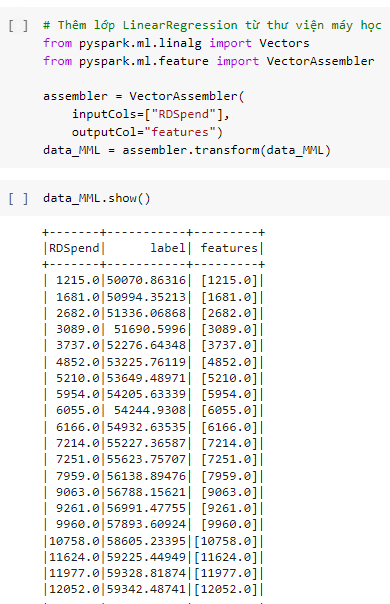 [ ] # Thêm lớp LinearRegression từ thư viện máy học
from pyspark.ml.linalg import Vectors
from pyspark.ml.feature import VectorAssembler

assembler = VectorAssembler(
    inputCols=["RDSpend"],
    outputCol="features")
data_MML = assembler.transform(data_MML)

[ ] data_MML.show()

+-------+-----------+---------+
|RDSpend|      label| features|
+-------+-----------+---------+
| 1215.0|50070.86316| [1215.0]|
| 1681.0|50994.35213| [1681.0]|
| 2682.0|51336.06868| [2682.0]|
| 3089.0| 51690.5996| [3089.0]|
| 3737.0|52276.64348| [3737.0]|
| 4852.0|53225.76119| [4852.0]|
| 5210.0|53649.48971| [5210.0]|
| 5954.0|54205.63339| [5954.0]|
| 6055.0| 54244.9308| [6055.0]|
| 6166.0|54932.63535| [6166.0]|
| 7214.0|55227.36587| [7214.0]|
| 7251.0|55623.75707| [7251.0]|
| 7959.0|56138.89476| [7959.0]|
| 9063.0|56788.15621| [9063.0]|
| 9261.0|56991.47755| [9261.0]|
| 9960.0|57893.60924| [9960.0]|
|10758.0|58605.23395|[10758.0]|
|11624.0|59225.44949|[11624.0]|
|11977.0|59328.81874|[11977.0]|
|12052.0|59342.48741|[12052.0]|